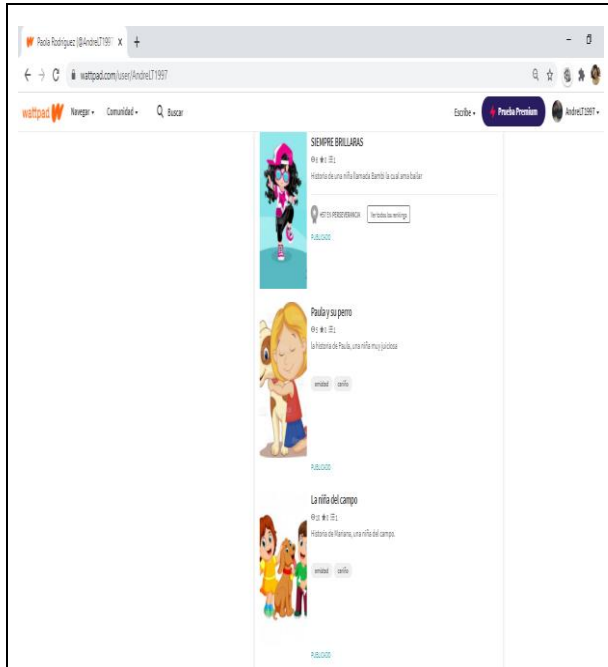 Paola Rodriguez (@AndreLT1997
wattpad.com/user/AndreLT1997
wattpad Navegar Comunidad Buscar Escribe Prueba Premium AndreLT1997
SIEMPRE BRILLARAS
Historia de una niña llamada Bambi la cual ama bailar
PERSEVERANCIA Ver todos los rankings
PUBLICADO
Paula y su perro
la historia de Paula, una niña muy juiciosa
amistad cariño
PUBLICADO
La niña del campo
Historia de Mariana, una niña del campo.
amistad cariño
PUBLICADO